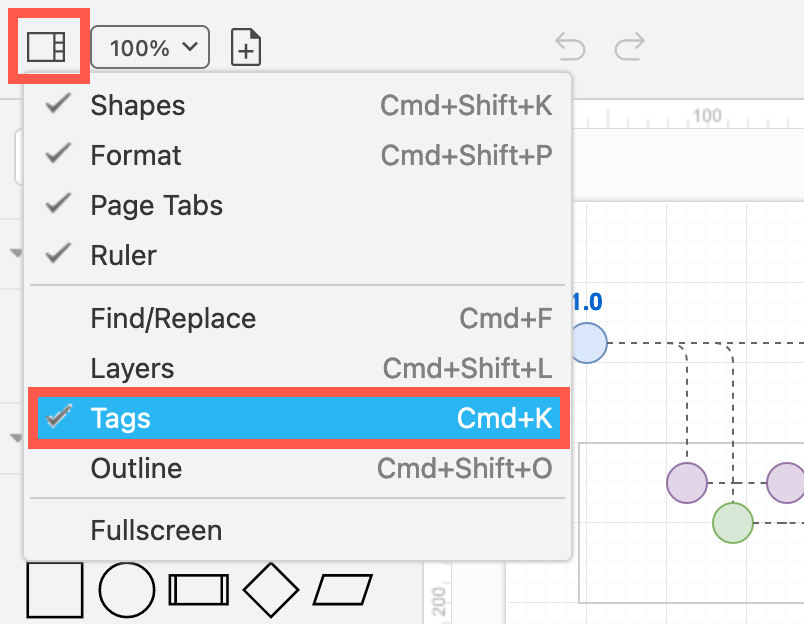 100%
Shapes Cmd+Shift+K
Format Cmd+Shift+P
Page Tabs
Ruler
Find/Replace Cmd+F
Layers Cmd+Shift+L
Tags Cmd+K
Outline Cmd+Shift+O
Fullscreen
100
1.0
200